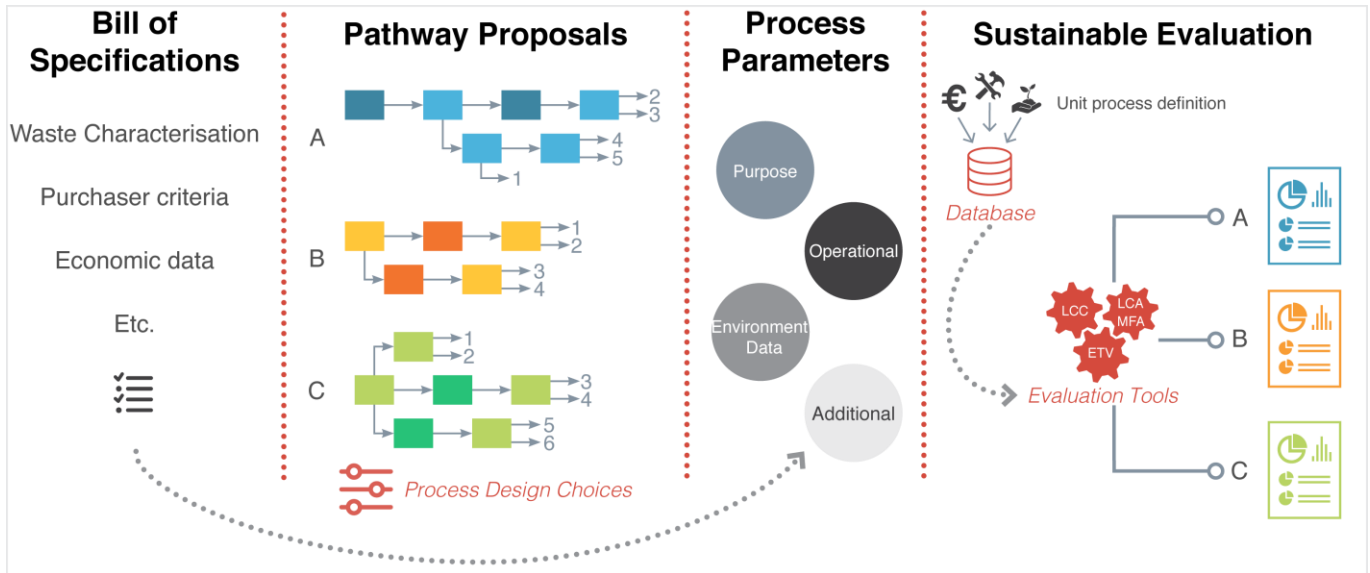 Bill of
Specifications
Waste Characterisation
Purchaser criteria
Economic data
Etc.
Pathway Proposals
A
2
3
4
5
1
B
1
2
3
4
C
1
2
3
4
5
6
Process Design Choices
Process
Parameters
Purpose
Operational
Environment
Data
Additional
Sustainable Evaluation
€
Unit process definition
Database
LCC
LCA
MFA
ETV
Evaluation Tools
A
B
C